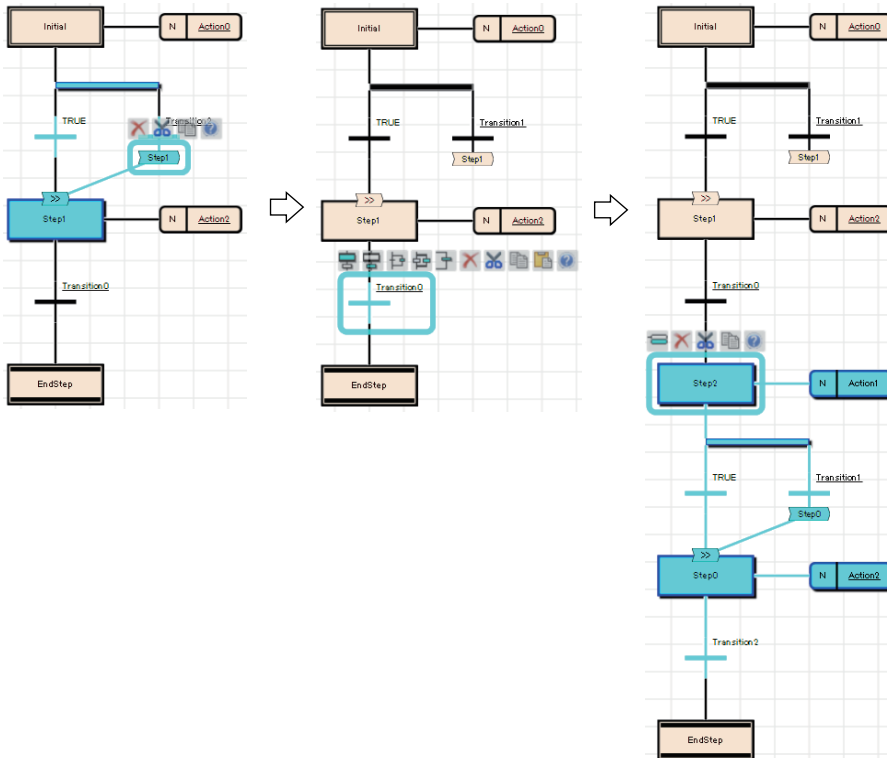 Initial
N Action0
TRUE
Step1
>>
Step1
N Action2
Transition0
EndStep
Initial
N Action0
TRUE
Transition1
Step1
>>
Step1
N Action2
Transition0
EndStep
Initial
N Action0
TRUE
Transition1
Step1
>>
Step1
N Action2
Transition0
Step2
N Action1
TRUE
Transition1
Step0
>>
Step0
N Action2
Transition2
EndStep